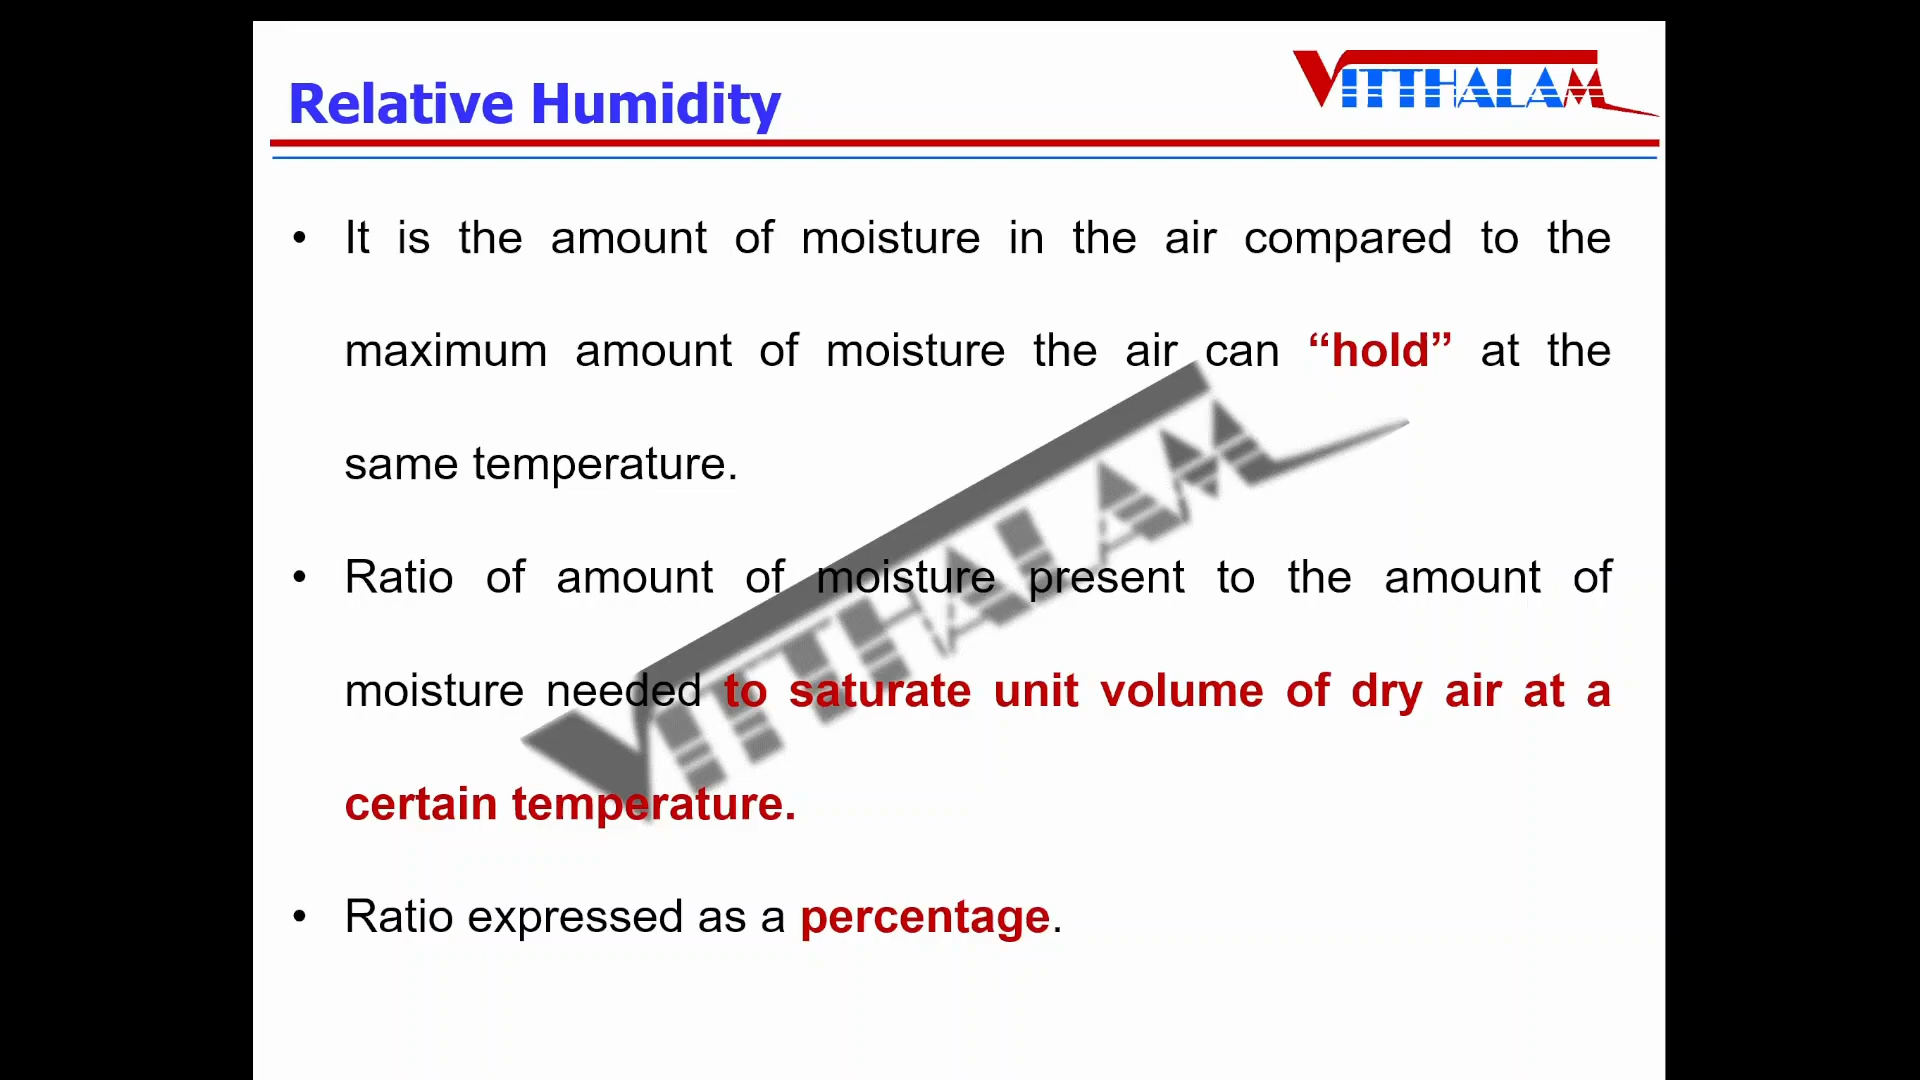 VITTHALAM
Relative Humidity
• It is the amount of moisture in the air compared to the
maximum amount of moisture the air can “hold” at the
same temperature.
• Ratio of amount of moisture present to the amount of
moisture needed to saturate unit volume of dry air at a
certain temperature.
• Ratio expressed as a percentage.
VITTHALAM